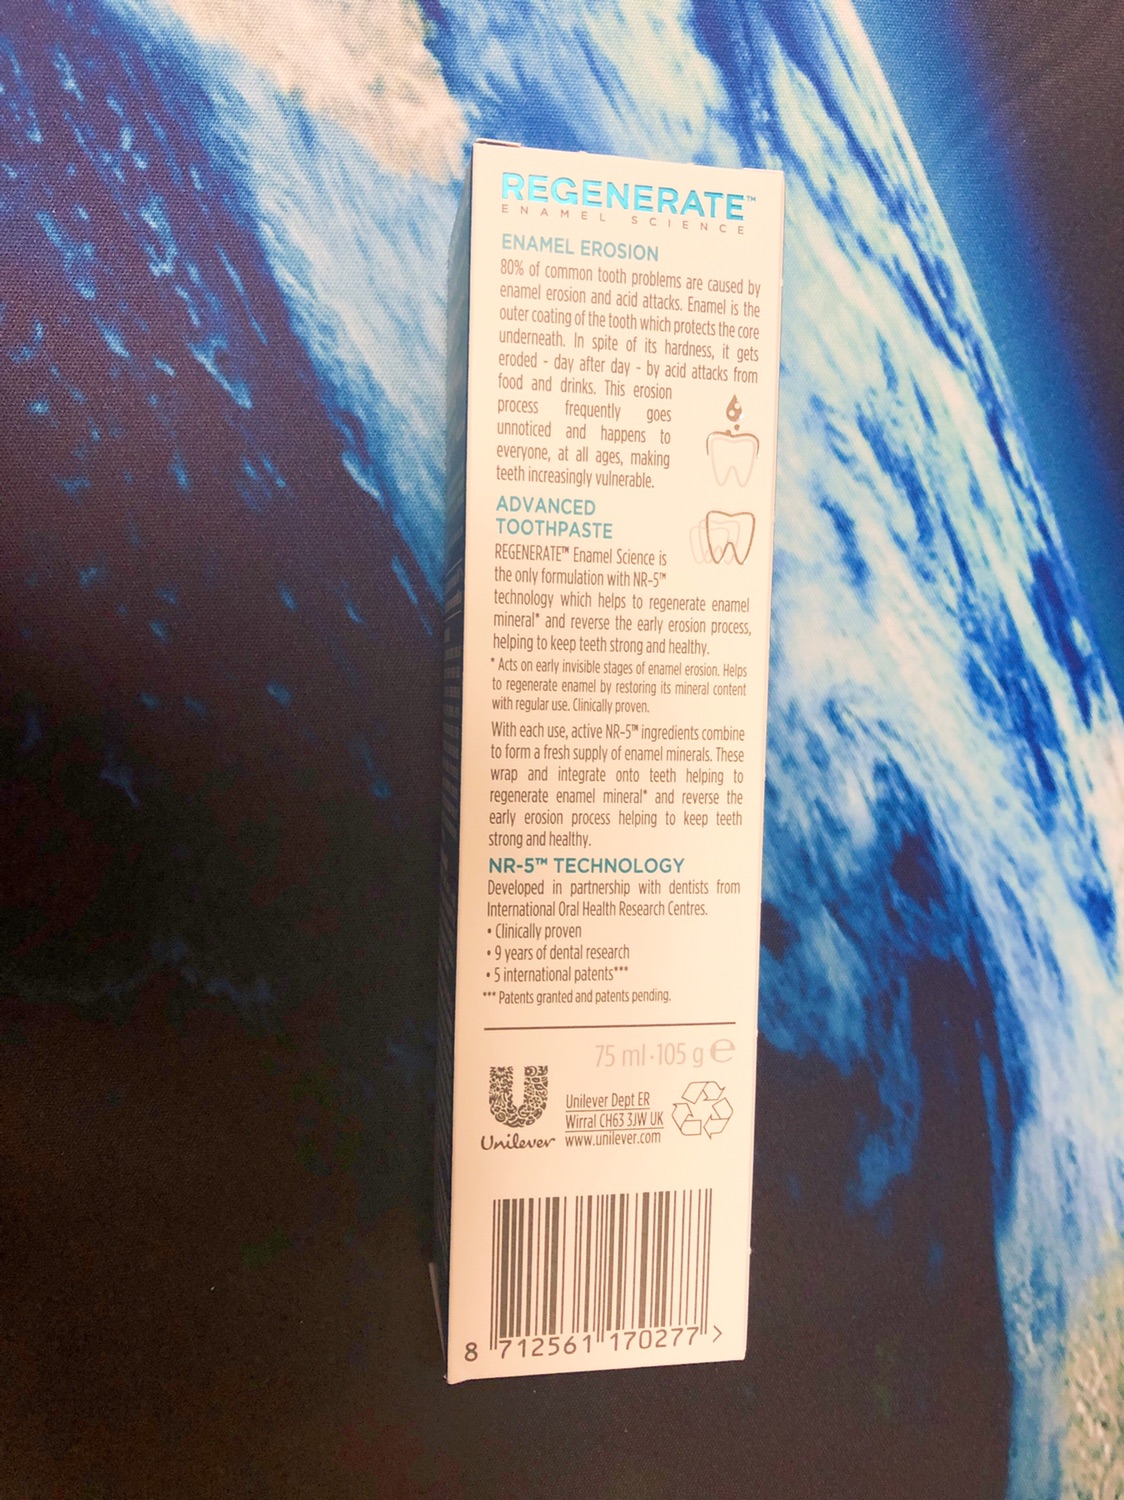 REGENERATE™
ENAMEL SCIENCE
ENAMEL EROSION
80% of common tooth problems are caused by
enamel erosion and acid attacks. Enamel is the
outer coating of the tooth which protects the core
underneath. In spite of its hardness, it gets
eroded - day after day - by acid attacks from
food and drinks. This erosion
process frequently goes
unnoticed and happens to
everyone, at all ages, making
teeth increasingly vulnerable.
ADVANCED
TOOTHPASTE
REGENERATE™ Enamel Science is
the only formulation with NR-5™
technology which helps to regenerate enamel
mineral* and reverse the early erosion process,
helping to keep teeth strong and healthy.
* Acts on early invisible stages of enamel erosion. Helps
to regenerate enamel by restoring its mineral content
with regular use. Clinically proven.
With each use, active NR-5™ ingredients combine
to form a fresh supply of enamel minerals. These
wrap and integrate onto teeth helping to
regenerate enamel mineral* and reverse the
early erosion process helping to keep teeth
strong and healthy.
NR-5™ TECHNOLOGY
Developed in partnership with dentists from
International Oral Health Research Centres.
• Clinically proven
• 9 years of dental research
• 5 international patents***
*** Patents granted and patents pending.
75 ml · 105 g ℮
Unilever
Unilever Dept ER
Wirral CH63 3JW UK
www.unilever.com
8 712561 170277 >